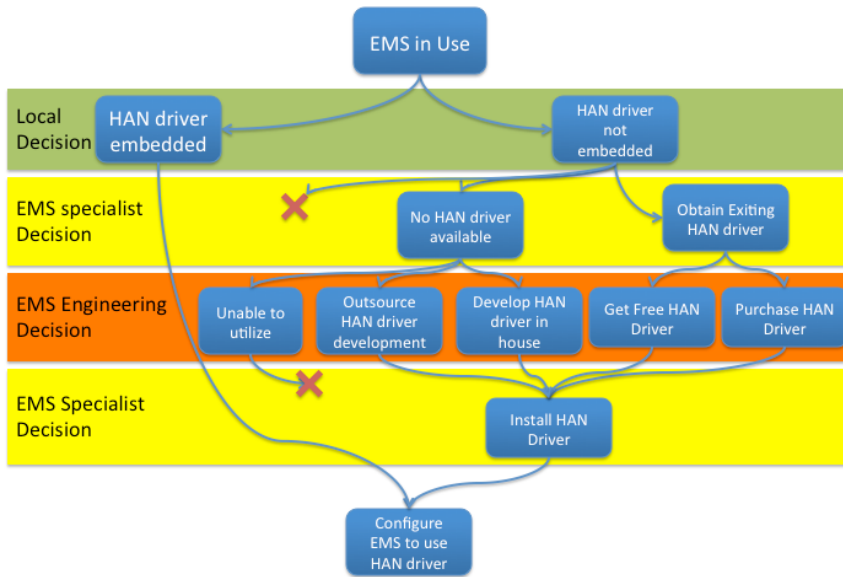 EMS in Use
Local
Decision
HAN driver
embedded
HAN driver
not
embedded
EMS specialist
Decision
No HAN driver
available
Obtain Exiting
HAN driver
EMS Engineering
Decision
Unable to
utilize
Outsource
HAN driver
development
Develop HAN
driver in
house
Get Free HAN
Driver
Purchase HAN
Driver
EMS Specialist
Decision
Install HAN
Driver
Configure
EMS to use
HAN driver